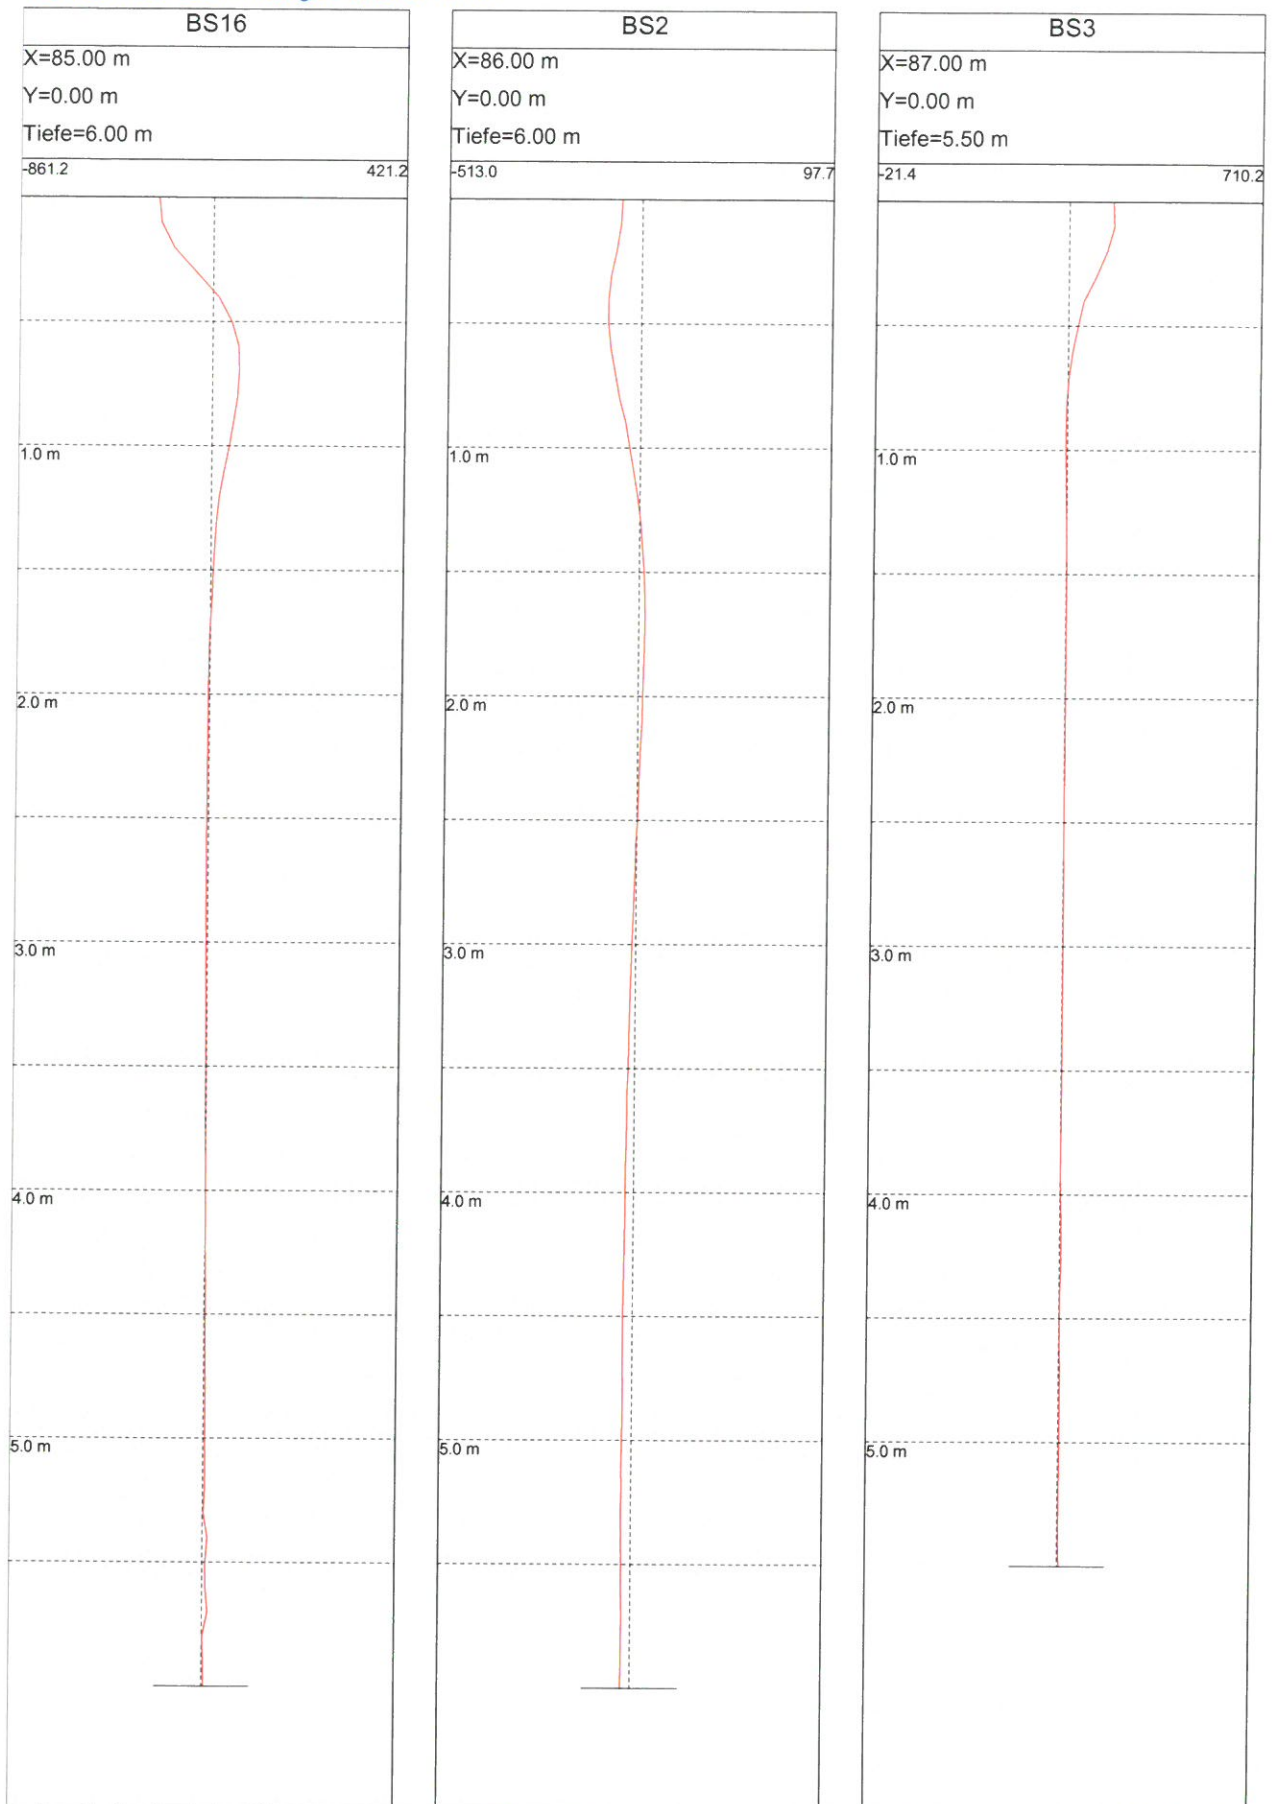 BS16
X=85.00 m
Y=0.00 m
Tiefe=6.00 m
-861.2 421.2
1.0 m
2.0 m
3.0 m
4.0 m
5.0 m
BS2
X=86.00 m
Y=0.00 m
Tiefe=6.00 m
-513.0 97.7
1.0 m
2.0 m
3.0 m
4.0 m
5.0 m
BS3
X=87.00 m
Y=0.00 m
Tiefe=5.50 m
-21.4 710.2
1.0 m
2.0 m
3.0 m
4.0 m
5.0 m